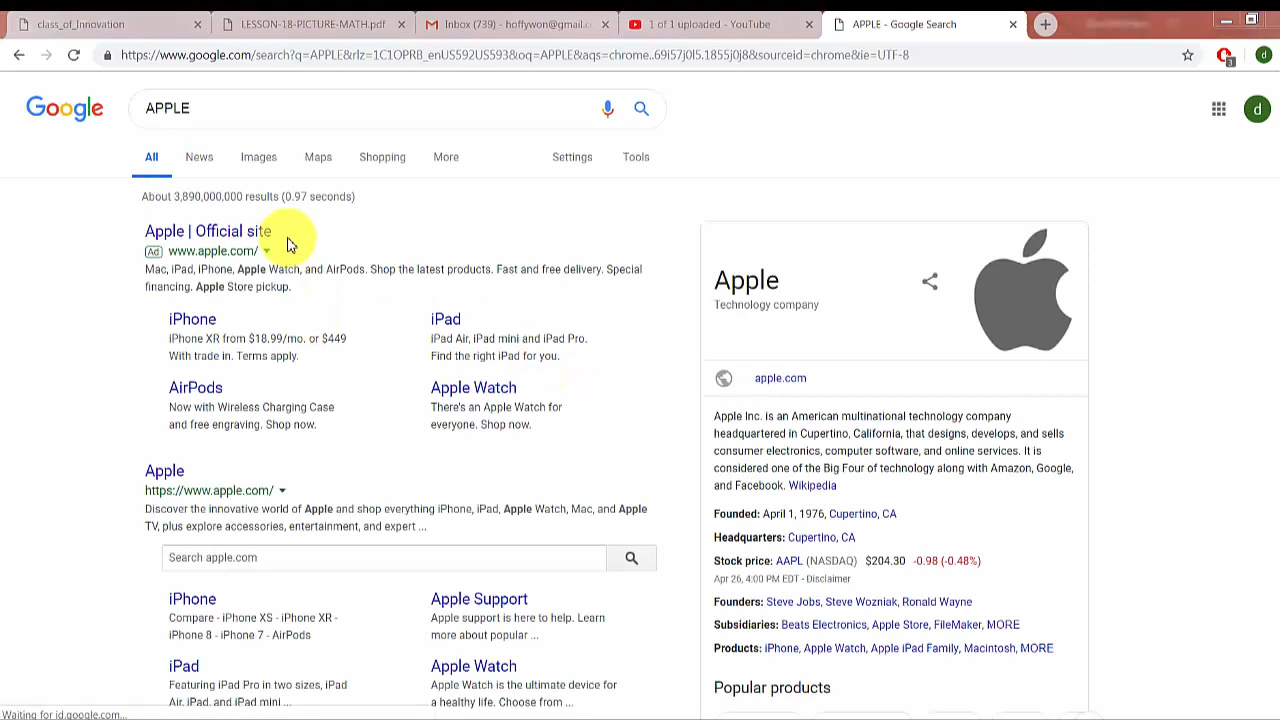 class_of_Innovation
LESSON-18-PICTURE-MATH.pdf
Inbox (739) - hoffywon@gmail.c
1 of 1 uploaded - YouTube
APPLE - Google Search
https://www.google.com/search?q=APPLE&rlz=1C1OPRB_enUS592US593&oq=APPLE&aqs=chrome..69i57j0l5.1855j0j8&sourceid=chrome&ie=UTF-8
3
d
Google
APPLE
d
All
News
Images
Maps
Shopping
More
Settings
Tools
About 3,890,000,000 results (0.97 seconds)
Apple | Official site
Ad www.apple.com/
Mac, iPad, iPhone, Apple Watch, and AirPods. Shop the latest products. Fast and free delivery. Special
financing. Apple Store pickup.
iPhone
iPhone XR from $18.99/mo. or $449
With trade in. Terms apply.
iPad
iPad Air, iPad mini and iPad Pro.
Find the right iPad for you.
AirPods
Now with Wireless Charging Case
and free engraving. Shop now.
Apple Watch
There's an Apple Watch for
everyone. Shop now.
Apple
https://www.apple.com/
Discover the innovative world of Apple and shop everything iPhone, iPad, Apple Watch, Mac, and Apple
TV, plus explore accessories, entertainment, and expert ...
Search apple.com
iPhone
Compare - iPhone XS - iPhone XR -
iPhone 8 - iPhone 7 - AirPods
Apple Support
Apple support is here to help. Learn
more about popular ...
iPad
Featuring iPad Pro in two sizes, iPad
Air, iPad, and iPad mini ...
Apple Watch
Apple Watch is the ultimate device for
a healthy life. Choose from ...
Apple
Technology company
apple.com
Apple Inc. is an American multinational technology company
headquartered in Cupertino, California, that designs, develops, and sells
consumer electronics, computer software, and online services. It is
considered one of the Big Four of technology along with Amazon, Google,
and Facebook. Wikipedia
Founded: April 1, 1976, Cupertino, CA
Headquarters: Cupertino, CA
Stock price: AAPL (NASDAQ) $204.30 -0.98 (-0.48%)
Apr 26, 4:00 PM EDT - Disclaimer
Founders: Steve Jobs, Steve Wozniak, Ronald Wayne
Subsidiaries: Beats Electronics, Apple Store, FileMaker, MORE
Products: iPhone, Apple Watch, Apple iPad Family, Macintosh, MORE
Popular products
Waiting for id.google.com...